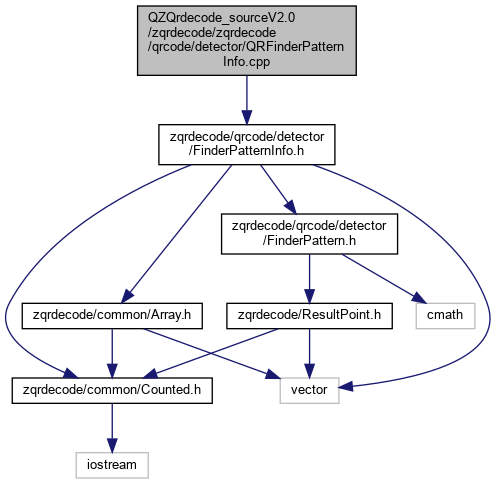 QZQrdecode_sourceV2.0
/zqrdecode/zqrdecode
/qrcode/detector/QRFinderPattern
Info.cpp
zqrdecode/qrcode/detector
/FinderPatternInfo.h
zqrdecode/qrcode/detector
/FinderPattern.h
zqrdecode/common/Array.h
zqrdecode/ResultPoint.h
cmath
zqrdecode/common/Counted.h
vector
iostream